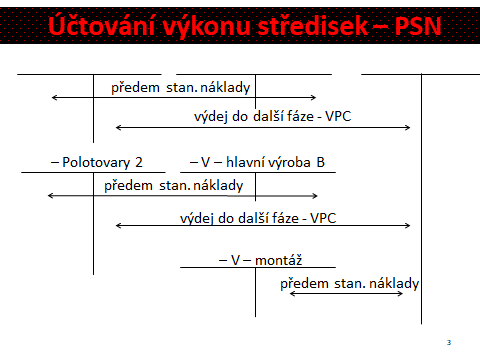 Účtování výkonu středisek – PSN
předem stan. náklady
výdej do další fáze - VPC
– Polotovary 2
– V – hlavní výroba B
předem stan. náklady
výdej do další fáze - VPC
– V – montáž
předem stan. náklady
3